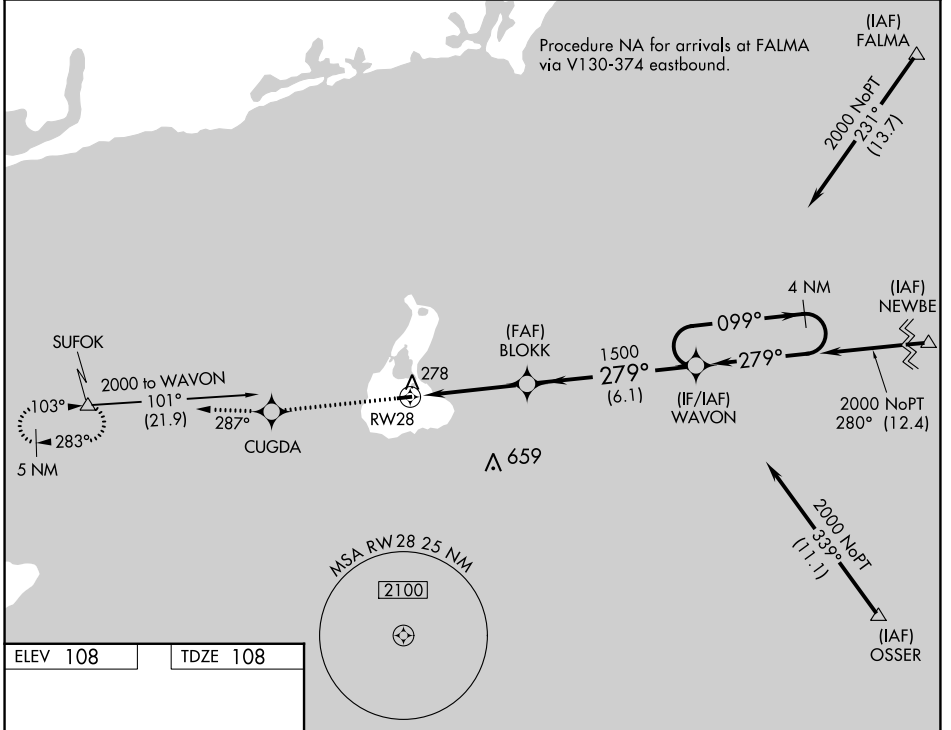 Procedure NA for arrivals at FALMA
via V130-374 eastbound.
(IAF)
FALMA
2000 NoPT
231°
(13.7)
4 NM
(IAF)
NEWBE
099°
279°
2000 NoPT
280° (12.4)
(FAF)
BLOKK
1500
279°
(6.1)
(IF/IAF)
WAVON
SUFOK
2000 to WAVON
101°
(21.9)
103°
283°
5 NM
287°
CUGDA
278
RW28
659
2000 NoPT
339°
(11.1)
(IAF)
OSSER
MSA RW28 25 NM
2100
ELEV 108
TDZE 108